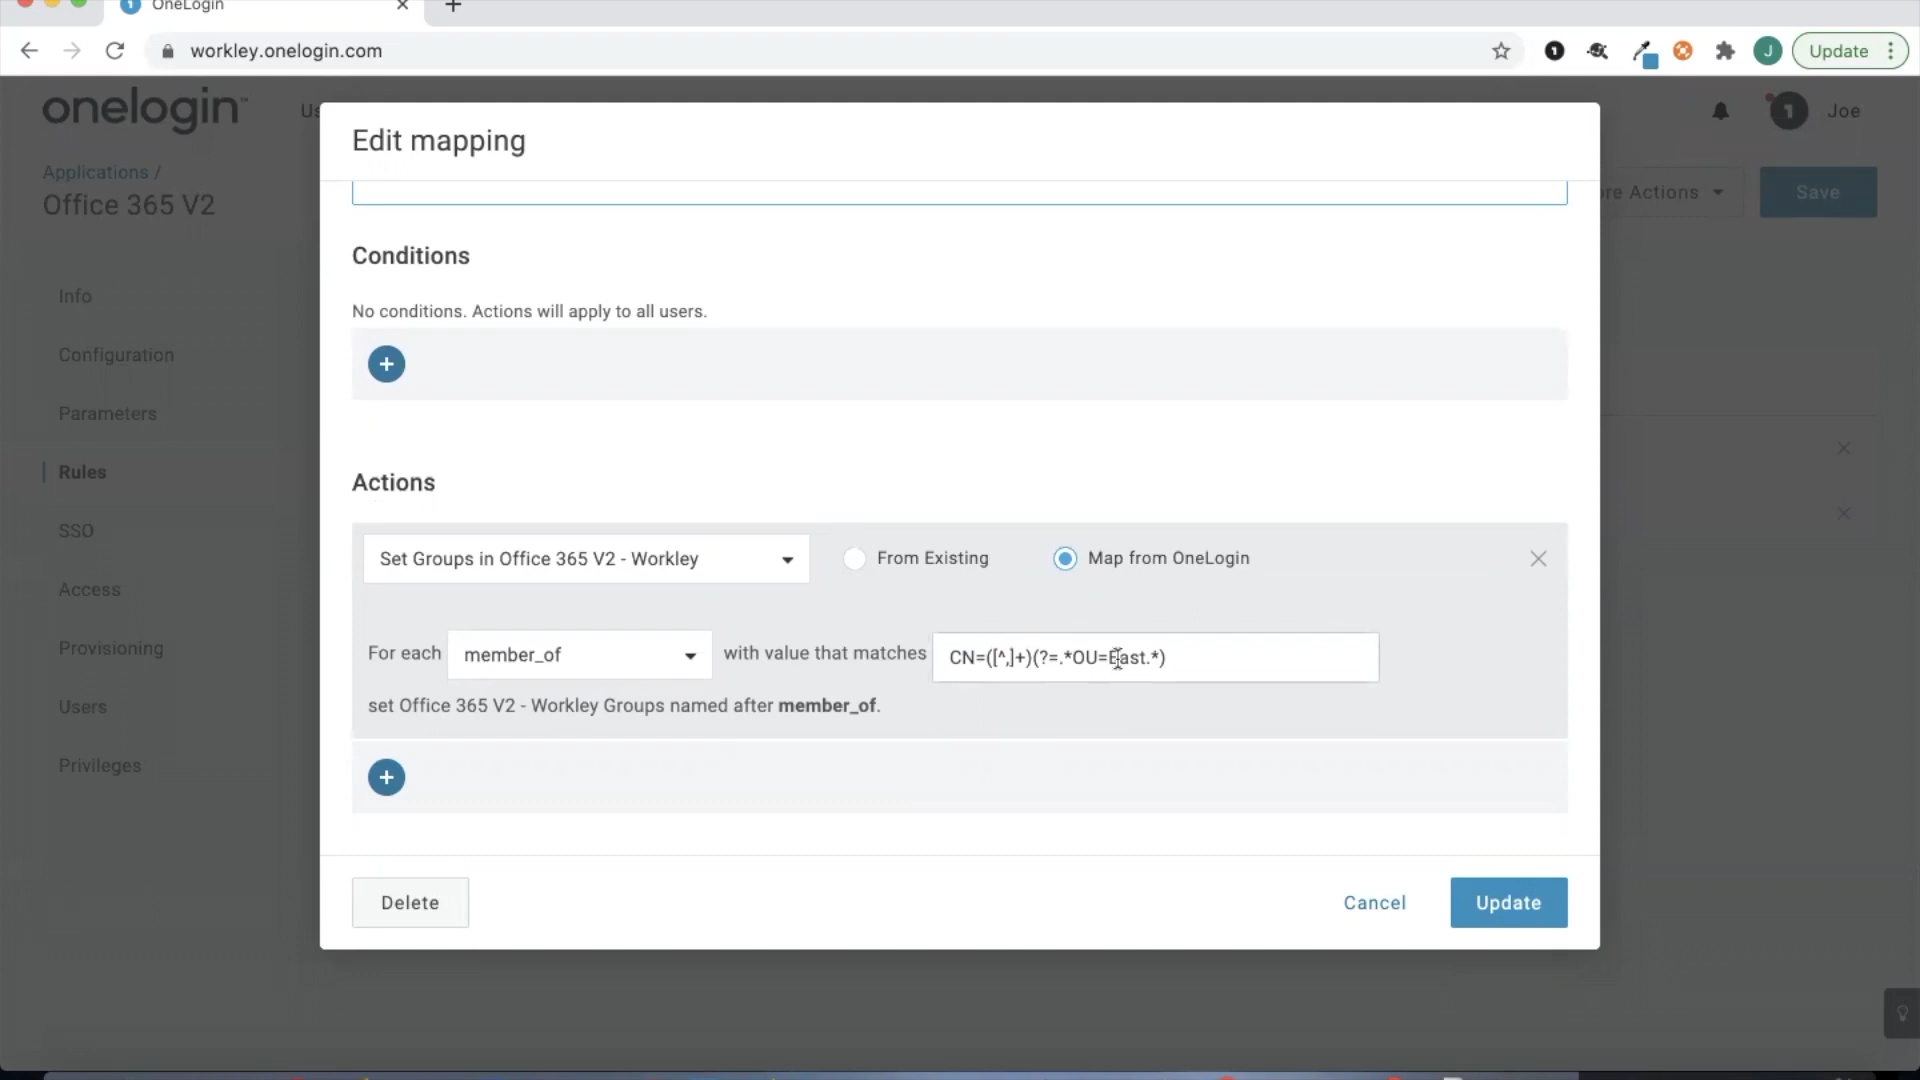 OneLogin
workley.onelogin.com
J
Update
onelogin
Us
1
Joe
Edit mapping
Applications /
Office 365 V2
re Actions
Save
Conditions
Info
No conditions. Actions will apply to all users.
Configuration
Parameters
Rules
Actions
SSO
Set Groups in Office 365 V2 - Workley
From Existing
Map from OneLogin
Access
Provisioning
For each member_of with value that matches CN=([^,]+)(?=.*OU=East.*)
Users
set Office 365 V2 - Workley Groups named after member_of.
Privileges
Delete
Cancel
Update